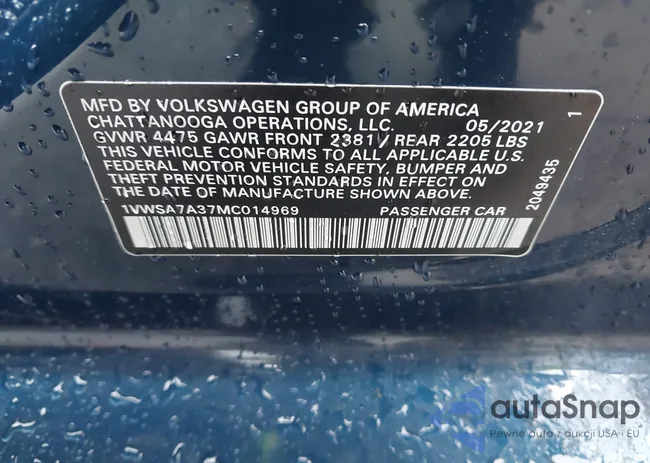 MFD BY VOLKSWAGEN GROUP OF AMERICA
CHATTANOOGA OPERATIONS, LLC. 05/2021
GVWR 4475 GAWR FRONT 2381 / REAR 2205 LBS
THIS VEHICLE CONFORMS TO ALL APPLICABLE U.S.
FEDERAL MOTOR VEHICLE SAFETY, BUMPER AND
THEFT PREVENTION STANDARDS IN EFFECT ON
THE DATE OF MANUFACTURE SHOWN ABOVE.
1VWSA7A37MC014969 PASSENGER CAR
2049435
1
autaSnap
Pewne auta z aukcji USA i EU